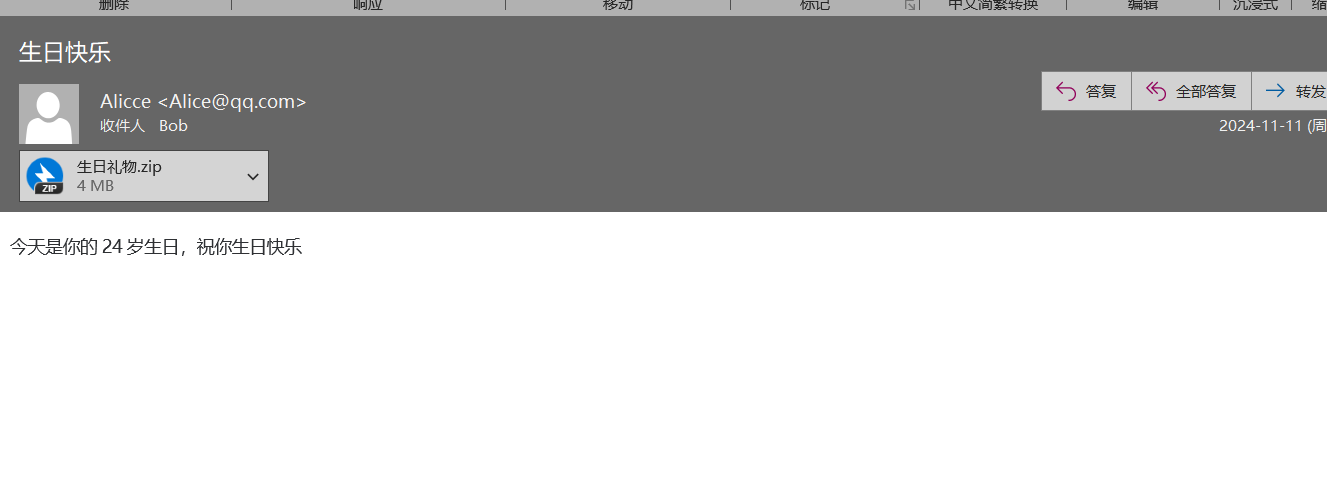 删除 响应 移动 标记 中文简繁转换 编辑 沉浸式 缩
生日快乐
Alicce <Alice@qq.com>
答复 全部答复 转发
收件人 Bob
2024-11-11 (周
生日礼物.zip
ZIP
4 MB
今天是你的 24 岁生日，祝你生日快乐